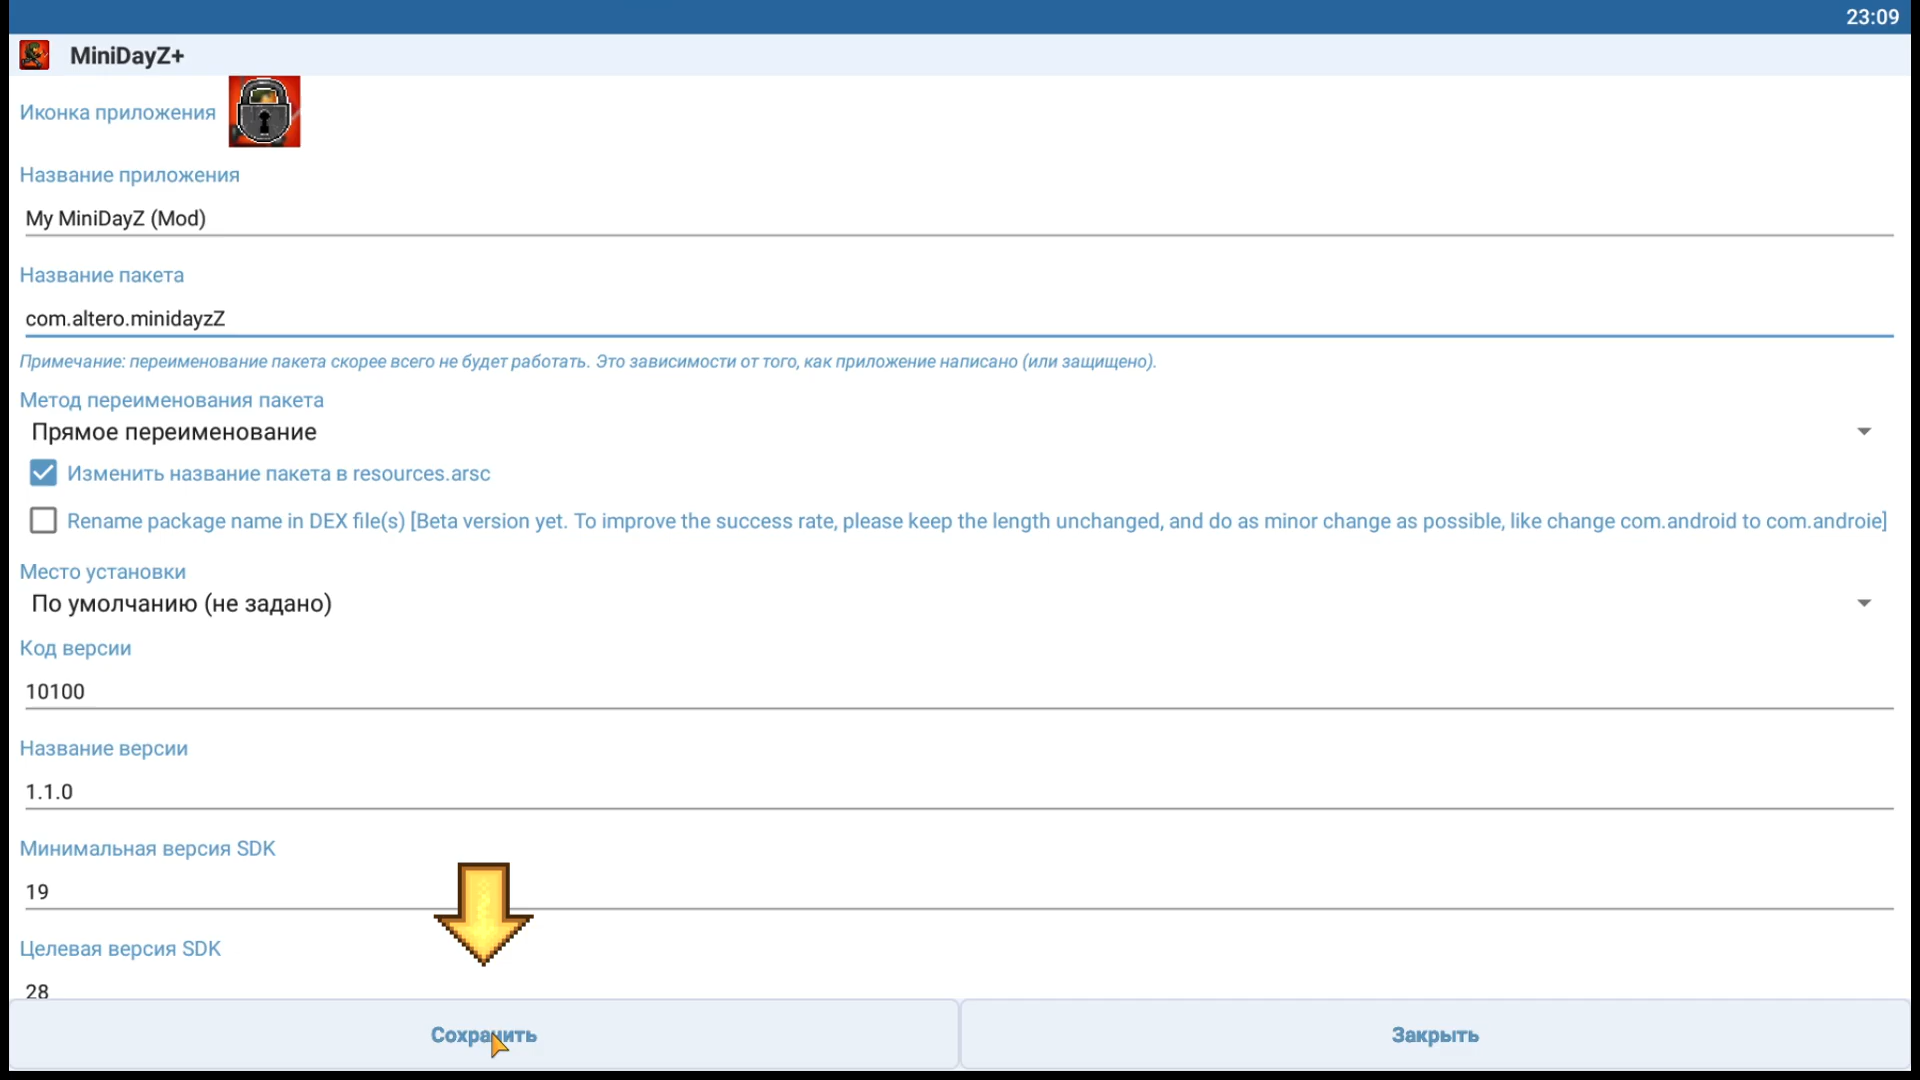 23:09
MiniDayZ+
Иконка приложения
Название приложения
My MiniDayZ (Mod)
Название пакета
com.altero.minidayzZ
Примечание: переименование пакета скорее всего не будет работать. Это зависимости от того, как приложение написано (или защищено).
Метод переименования пакета
Прямое переименование
Изменить название пакета в resources.arsc
Rename package name in DEX file(s) [Beta version yet. To improve the success rate, please keep the length unchanged, and do as minor change as possible, like change com.android to com.androie]
Место установки
По умолчанию (не задано)
Код версии
10100
Название версии
1.1.0
Минимальная версия SDK
19
Целевая версия SDK
28
Сохранить
Закрыть